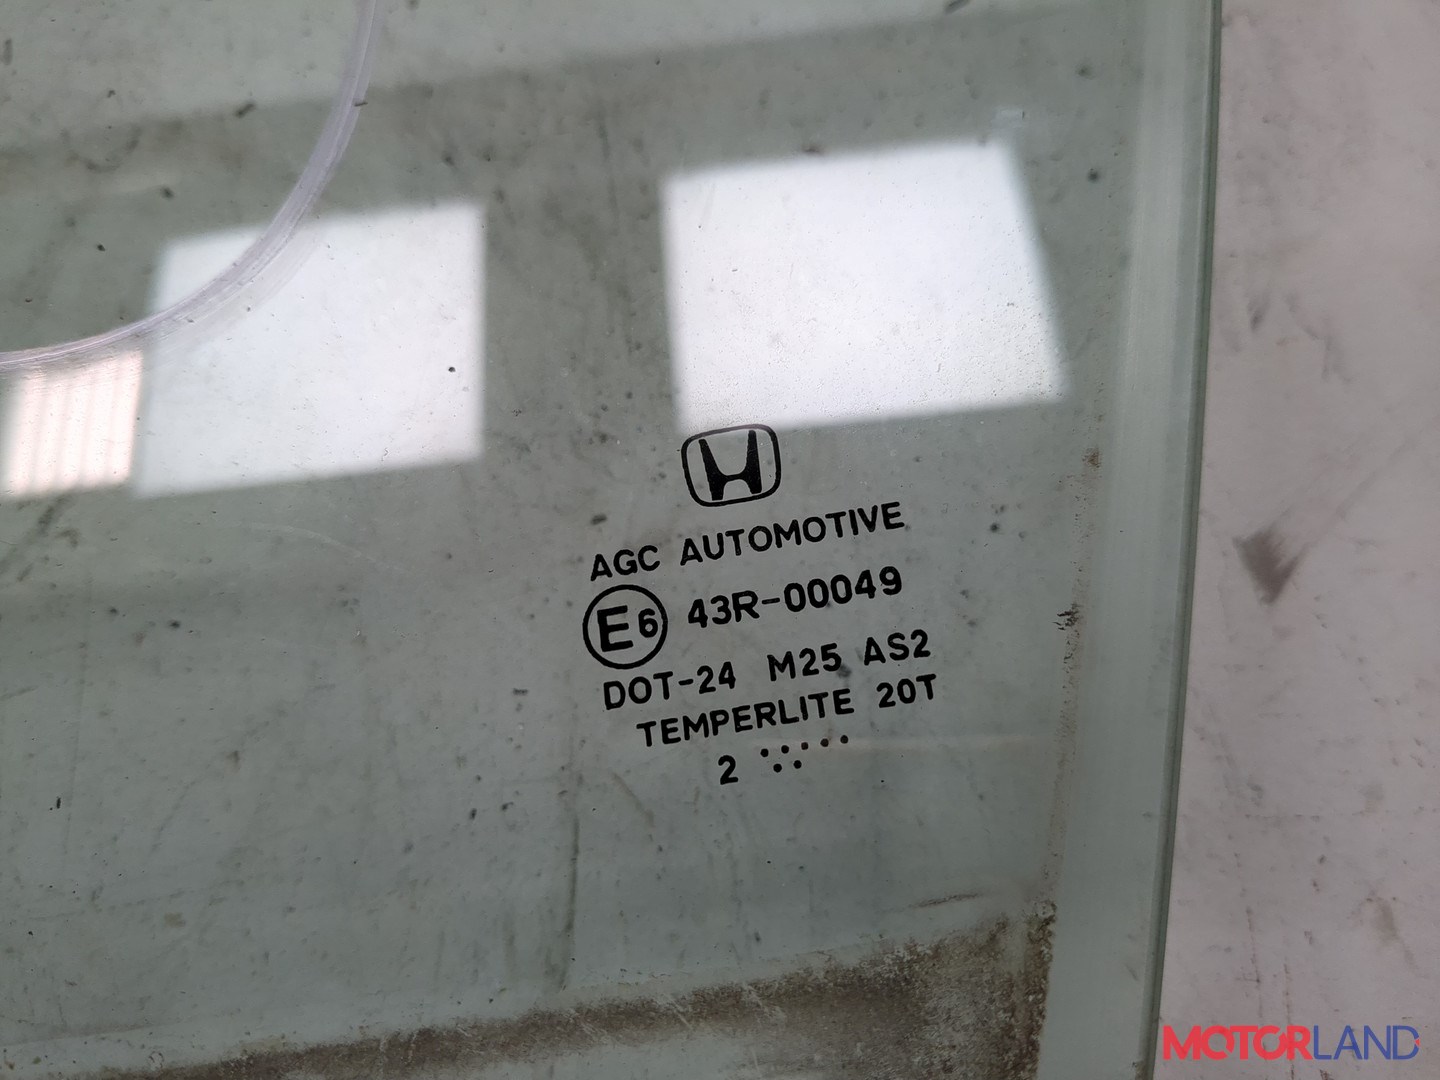 AGC AUTOMOTIVE
E6 43R-00049
DOT-24 M25 AS2
TEMPERLITE 20T
2
MOTORLAND